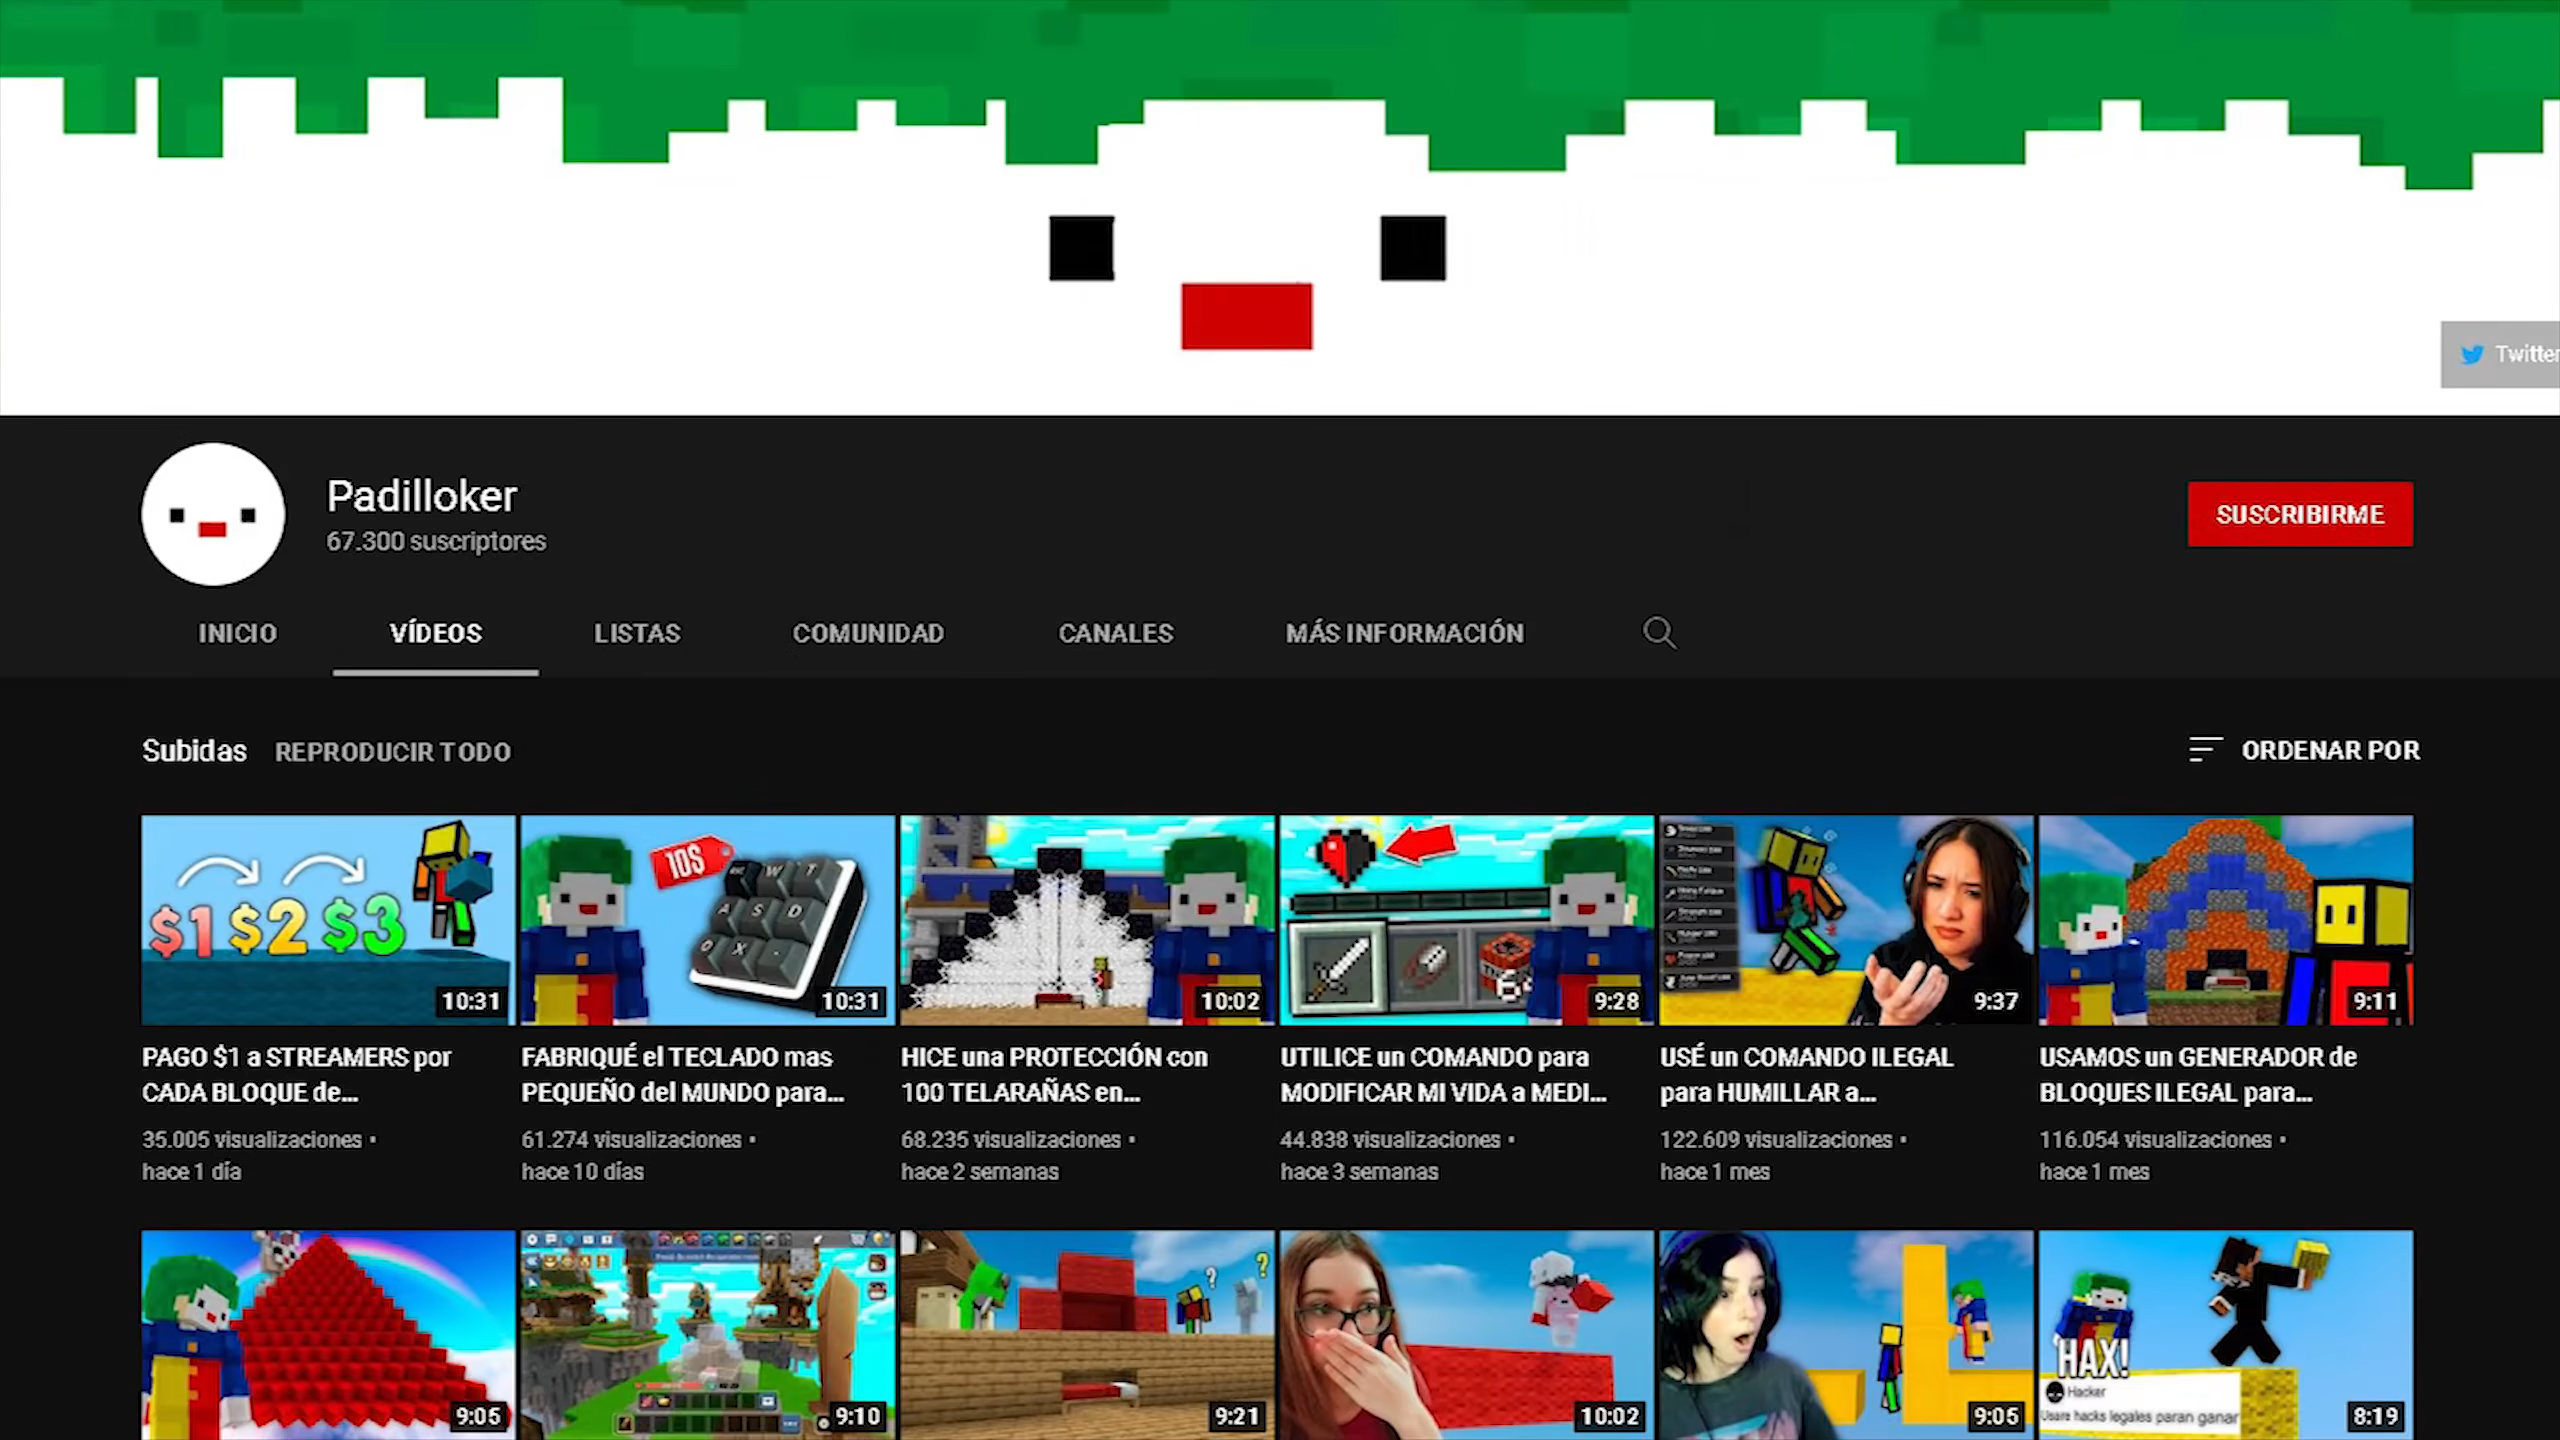 Twitter
Padilloker
67.300 suscriptores
SUSCRIBIRME
INICIO
VÍDEOS
LISTAS
COMUNIDAD
CANALES
MÁS INFORMACIÓN
Subidas
REPRODUCIR TODO
ORDENAR POR
$1 $2 $3
10:31
10$
W T
A S D
O X
10:31
10:02
9:28
9:37
9:11
PAGO $1 a STREAMERS por
CADA BLOQUE de...
35.005 visualizaciones •
hace 1 día
FABRIQUÉ el TECLADO mas
PEQUEÑO del MUNDO para...
61.274 visualizaciones •
hace 10 días
HICE una PROTECCIÓN con
100 TELARAÑAS en...
68.235 visualizaciones •
hace 2 semanas
UTILICE un COMANDO para
MODIFICAR MI VIDA a MEDI...
44.838 visualizaciones •
hace 3 semanas
USÉ un COMANDO ILEGAL
para HUMILLAR a...
122.609 visualizaciones •
hace 1 mes
USAMOS un GENERADOR de
BLOQUES ILEGAL para...
116.054 visualizaciones •
hace 1 mes
9:05
9:10
9:21
10:02
9:05
HAX!
Hacker
Usare hacks legales paran ganar
8:19